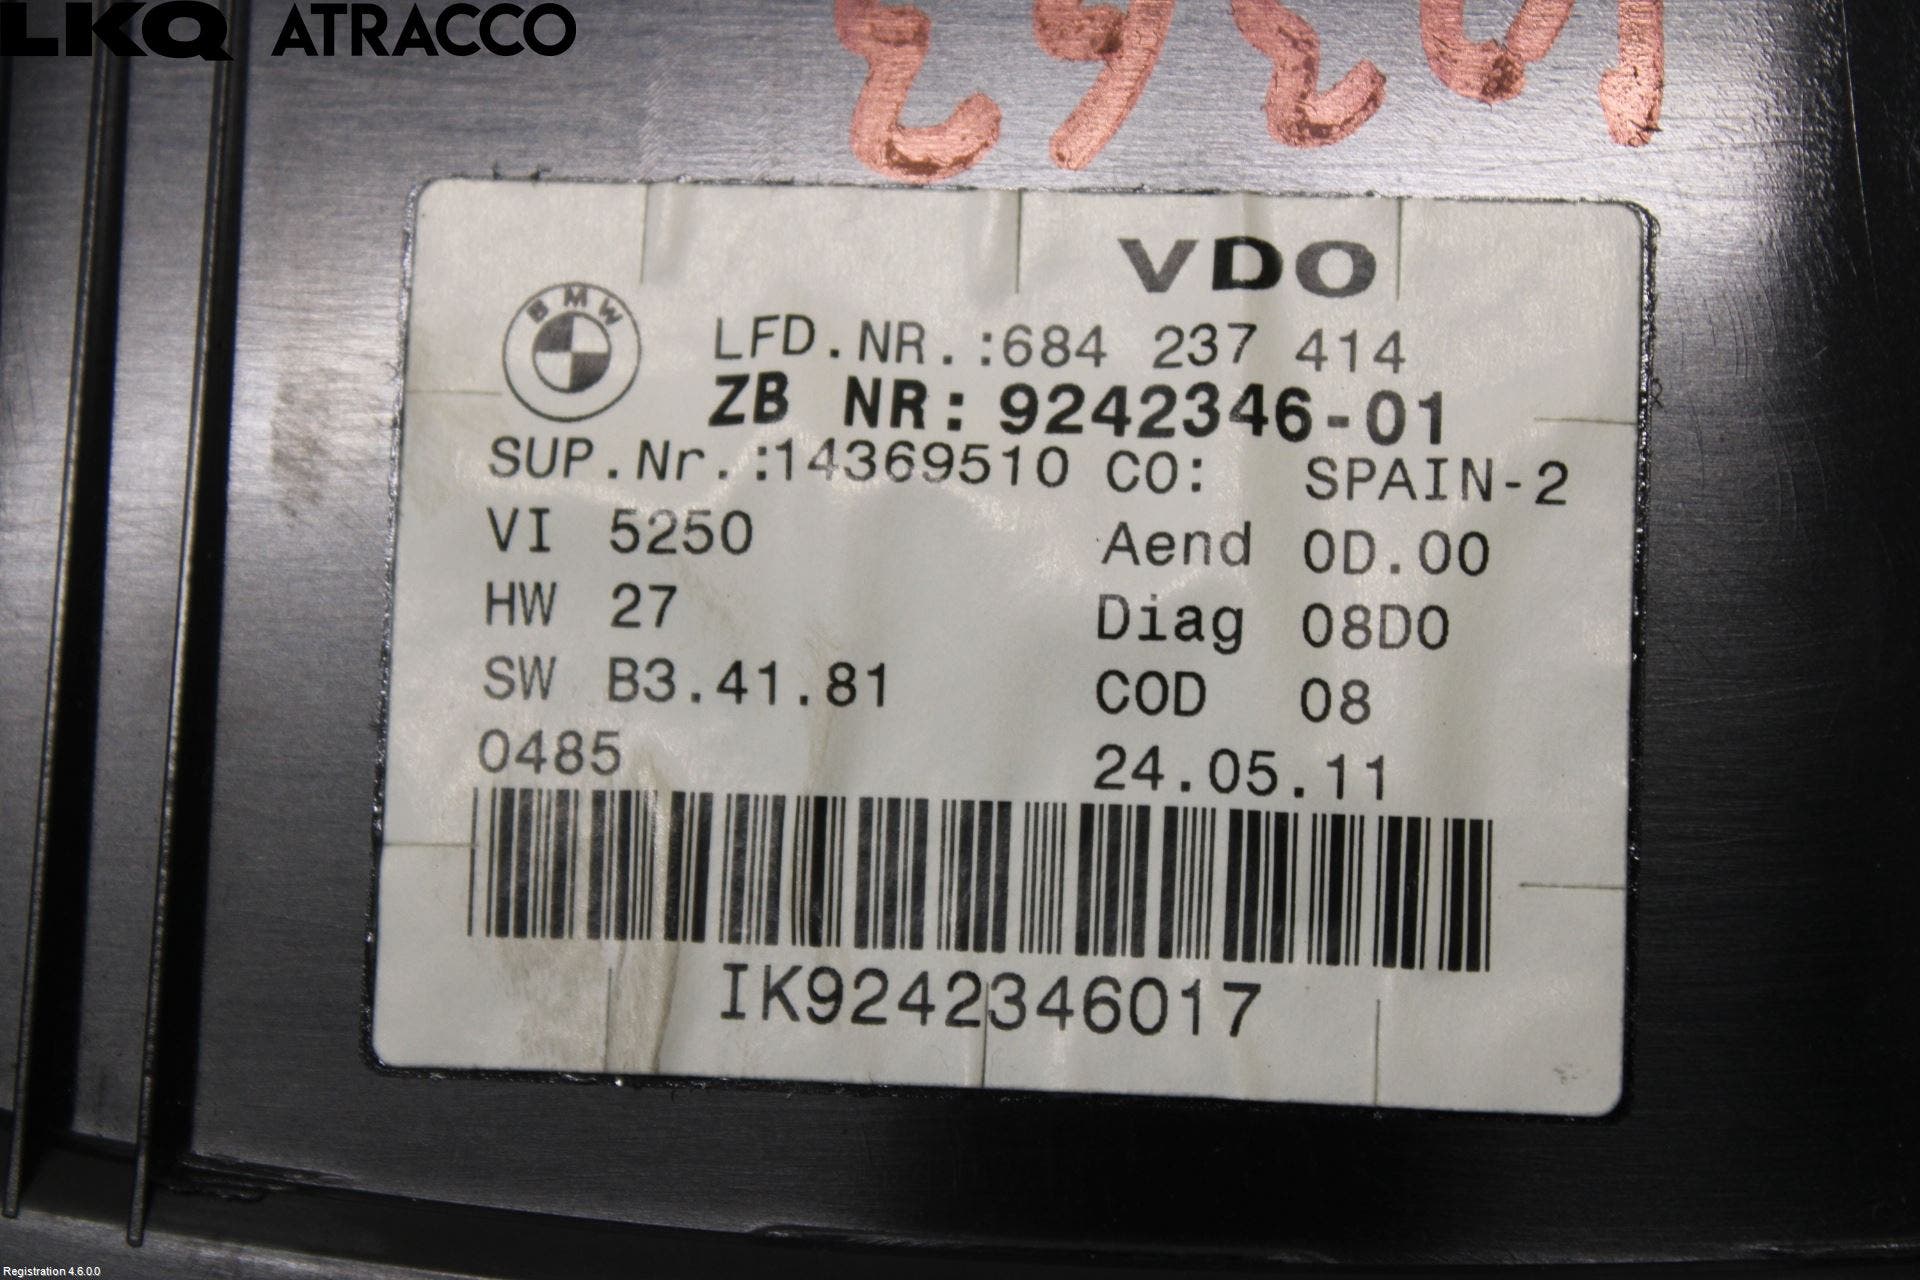 LKQ ATRACCO
VDO
BMW
LFD.NR.:684 237 414
ZB NR: 9242346-01
SUP.Nr.:14369510 CO: SPAIN-2
VI 5250 Aend 0D.00
HW 27 Diag 08D0
SW B3.41.81 COD 08
0485 24.05.11
IK9242346017
Registration 4.6.0.0